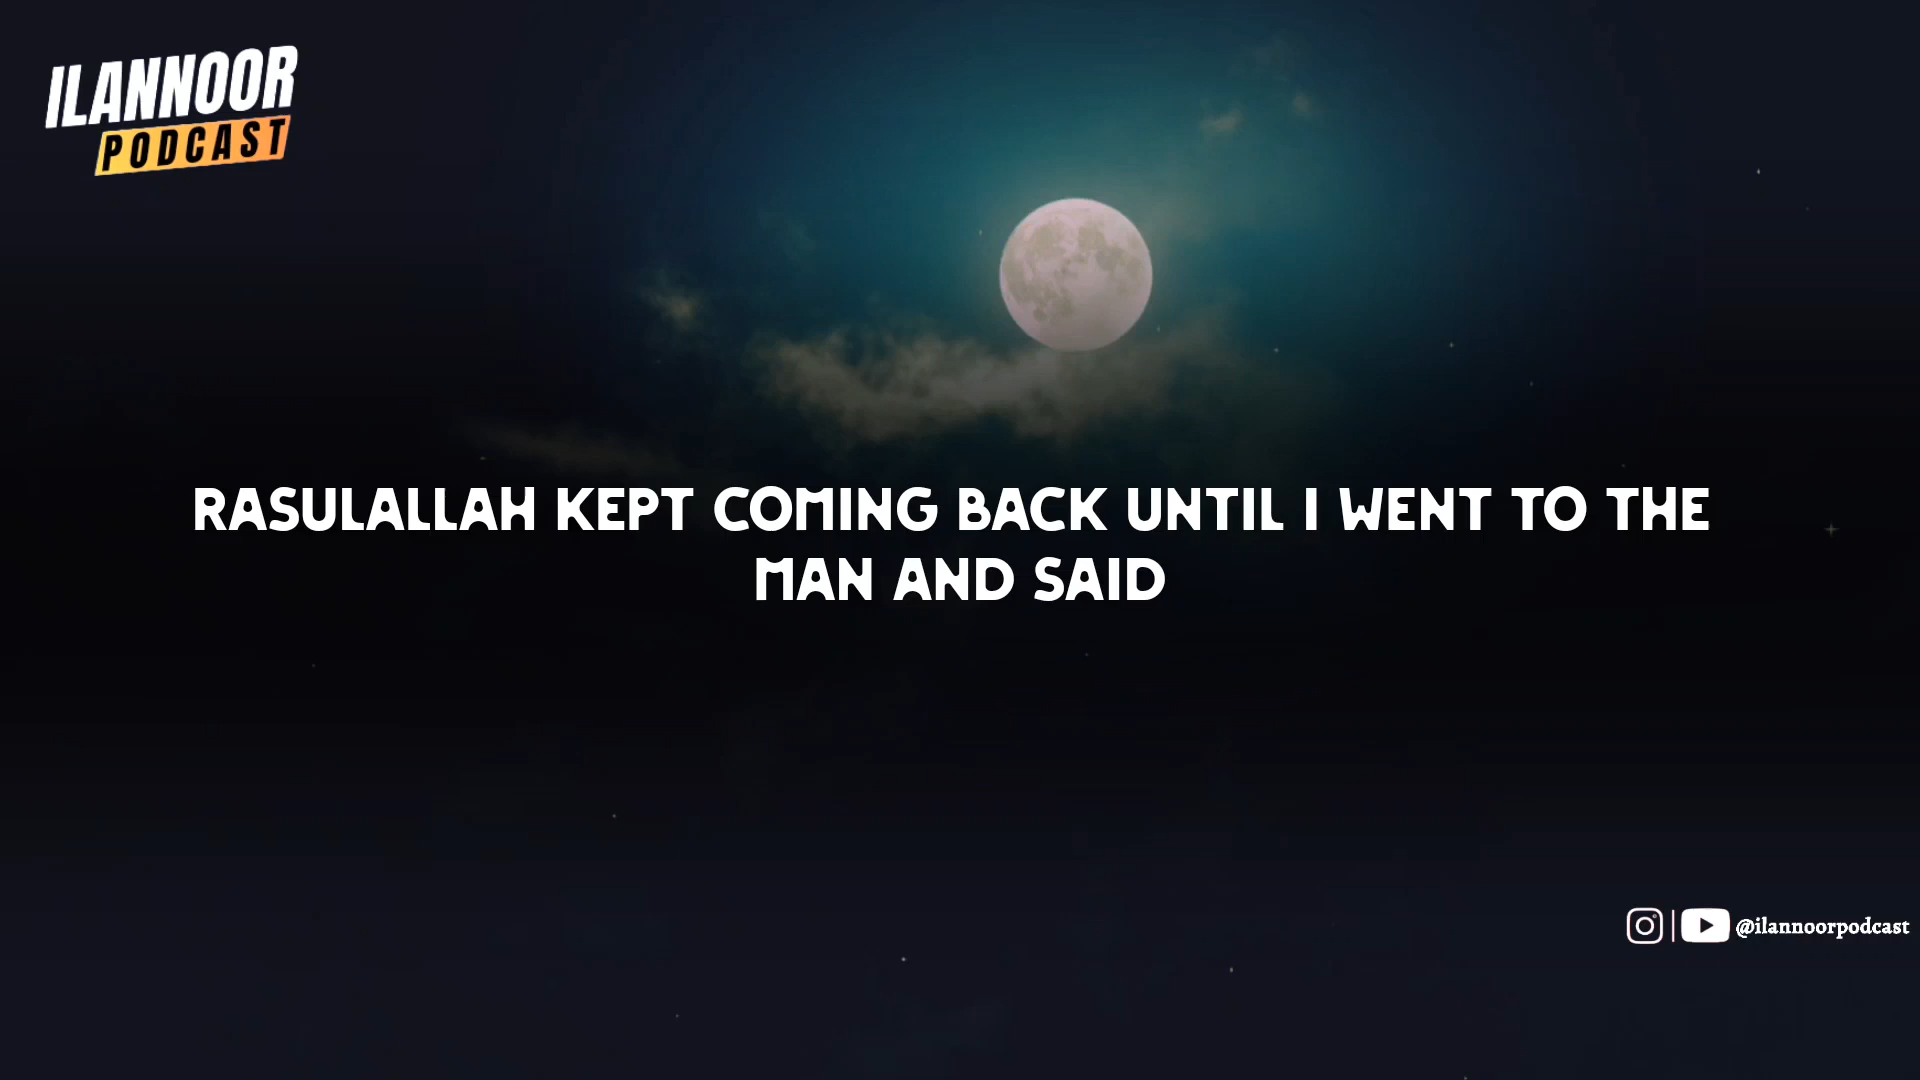 ILANNOOR
PODCAST
RASULALLAH KEPT COMING BACK UNTIL I WENT TO THE
MAN AND SAID
@ilannoorpodcast